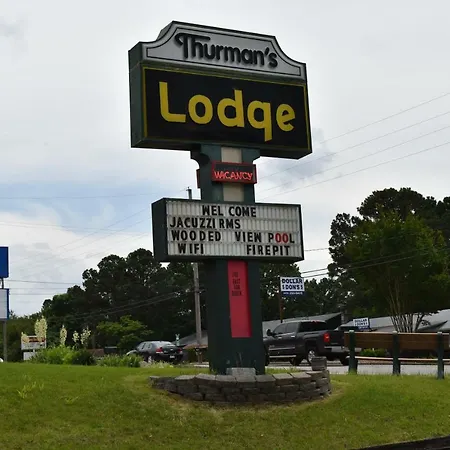 Thurman's
Lodge
VACANCY
WEL COME
JACUZZI RMS
WOODED VIEW POOL
WIFI FIREPIT
DOLLAR